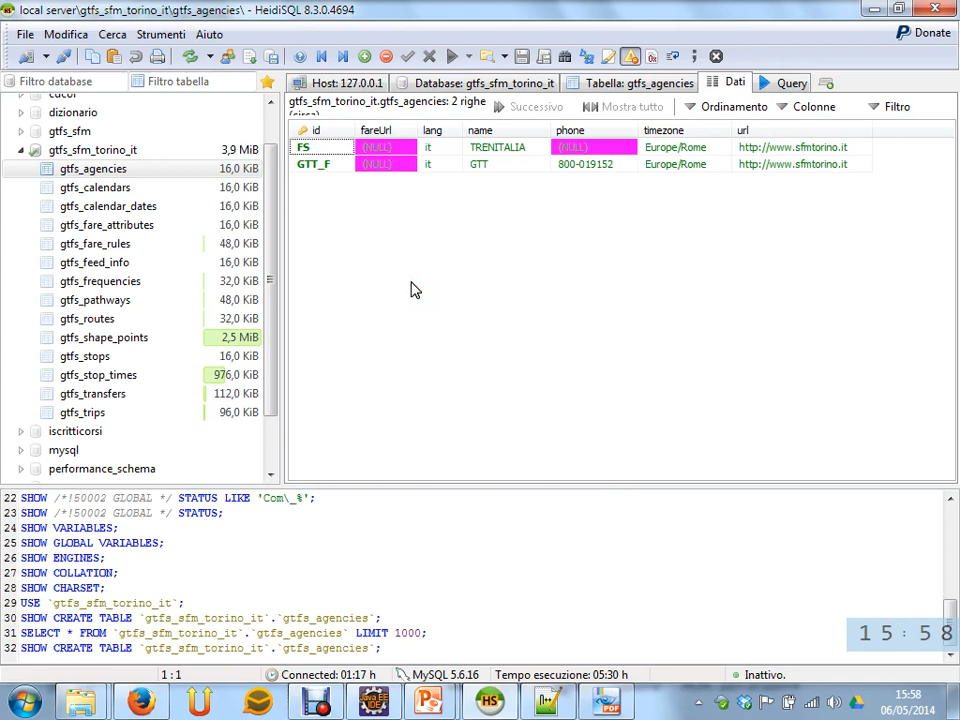 local server\gtfs_sfm_torino_it\gtfs_agencies\ - HeidiSQL 8.3.0.4694
File Modifica Cerca Strumenti Aiuto
Donate
Filtro database
Filtro tabella
Host: 127.0.0.1
Database: gtfs_sfm_torino_it
Tabella: gtfs_agencies
Dati
Query
dizionario
gtfs_sfm
gtfs_sfm_torino_it 3,9 MiB
gtfs_agencies 16,0 KiB
gtfs_calendars 16,0 KiB
gtfs_calendar_dates 16,0 KiB
gtfs_fare_attributes 16,0 KiB
gtfs_fare_rules 48,0 KiB
gtfs_feed_info 16,0 KiB
gtfs_frequencies 32,0 KiB
gtfs_pathways 48,0 KiB
gtfs_routes 32,0 KiB
gtfs_shape_points 2,5 MiB
gtfs_stops 16,0 KiB
gtfs_stop_times 976,0 KiB
gtfs_transfers 112,0 KiB
gtfs_trips 96,0 KiB
iscritticorsi
mysql
performance_schema
gtfs_sfm_torino_it.gtfs_agencies: 2 righe
Successivo
Mostra tutto
Ordinamento
Colonne
Filtro
id fareUrl lang name phone timezone url
FS (NULL) it TRENITALIA (NULL) Europe/Rome http://www.sfmtorino.it
GTT_F (NULL) it GTT 800-019152 Europe/Rome http://www.sfmtorino.it
22 SHOW /*!50002 GLOBAL */ STATUS LIKE 'Com\_%';
23 SHOW /*!50002 GLOBAL */ STATUS;
24 SHOW VARIABLES;
25 SHOW GLOBAL VARIABLES;
26 SHOW ENGINES;
27 SHOW COLLATION;
28 SHOW CHARSET;
29 USE `gtfs_sfm_torino_it`;
30 SHOW CREATE TABLE `gtfs_sfm_torino_it`.`gtfs_agencies`;
31 SELECT * FROM `gtfs_sfm_torino_it`.`gtfs_agencies` LIMIT 1000;
32 SHOW CREATE TABLE `gtfs_sfm_torino_it`.`gtfs_agencies`;
15:58
1 : 1
Connected: 01:17 h
MySQL 5.6.16
Tempo esecuzione: 05:30 h
Inattivo.
15:58
06/05/2014